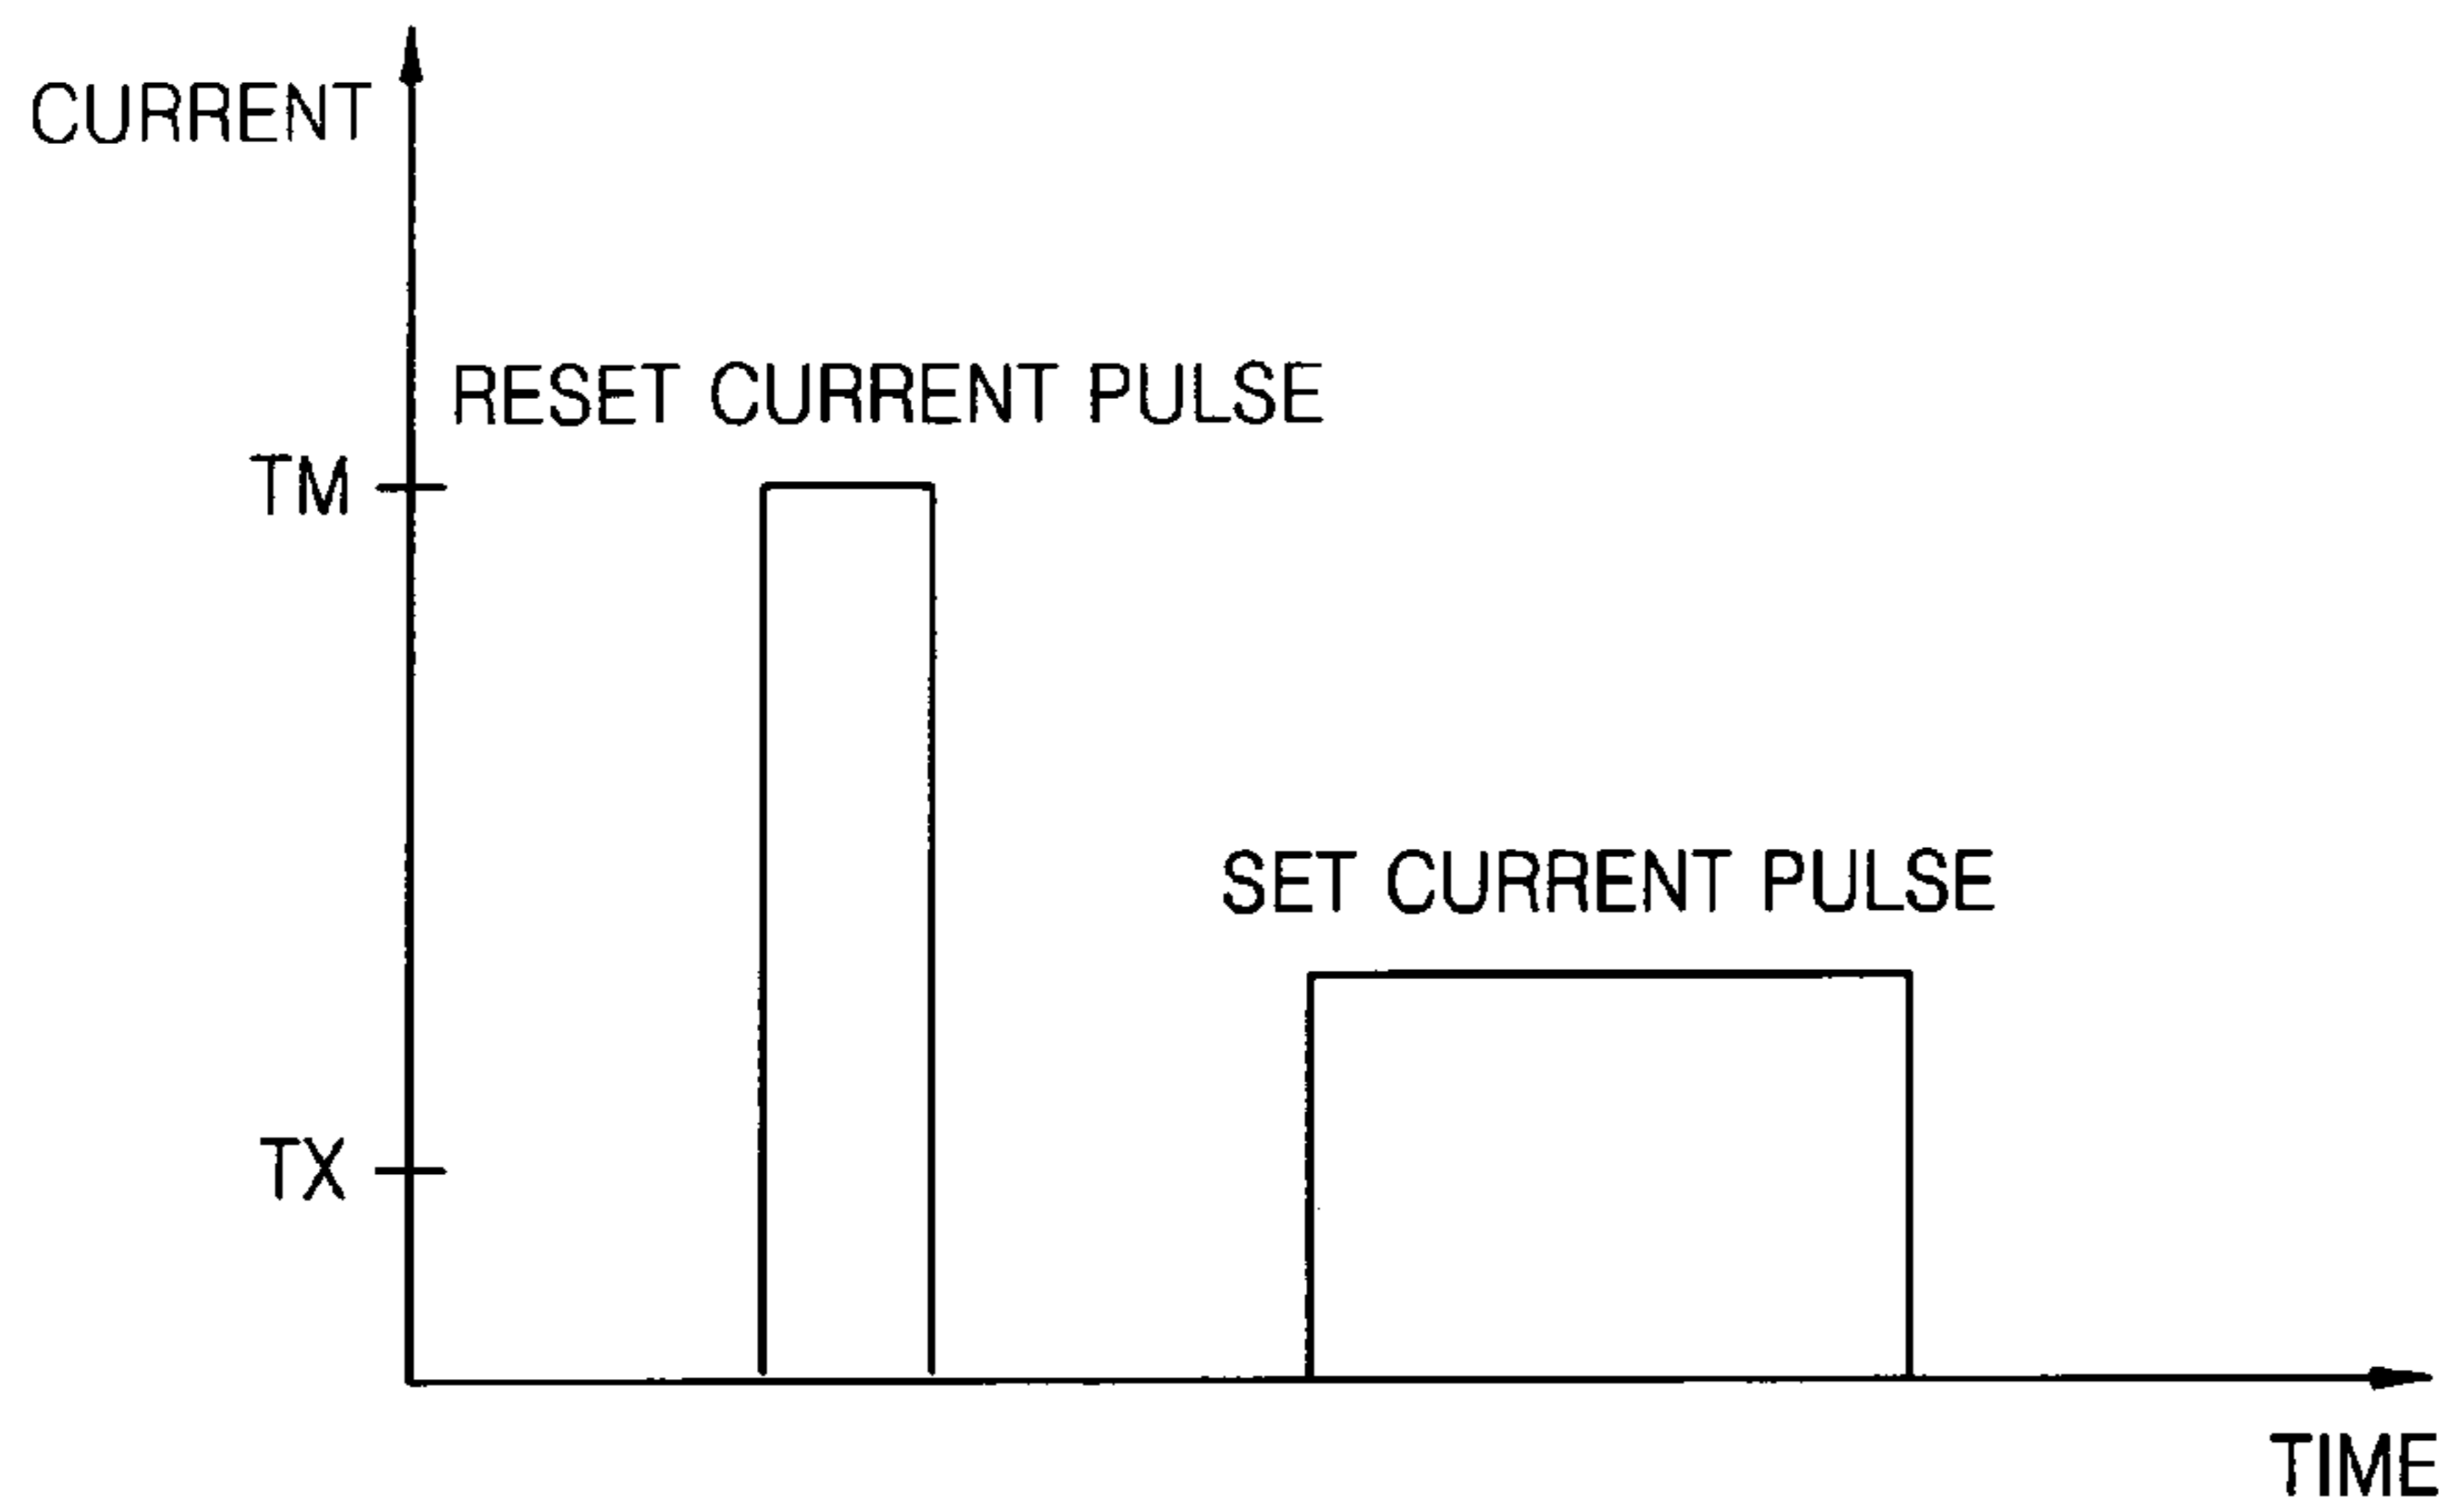 CURRENT
RESET CURRENT PULSE
TM
SET CURRENT PULSE
TX
TIME